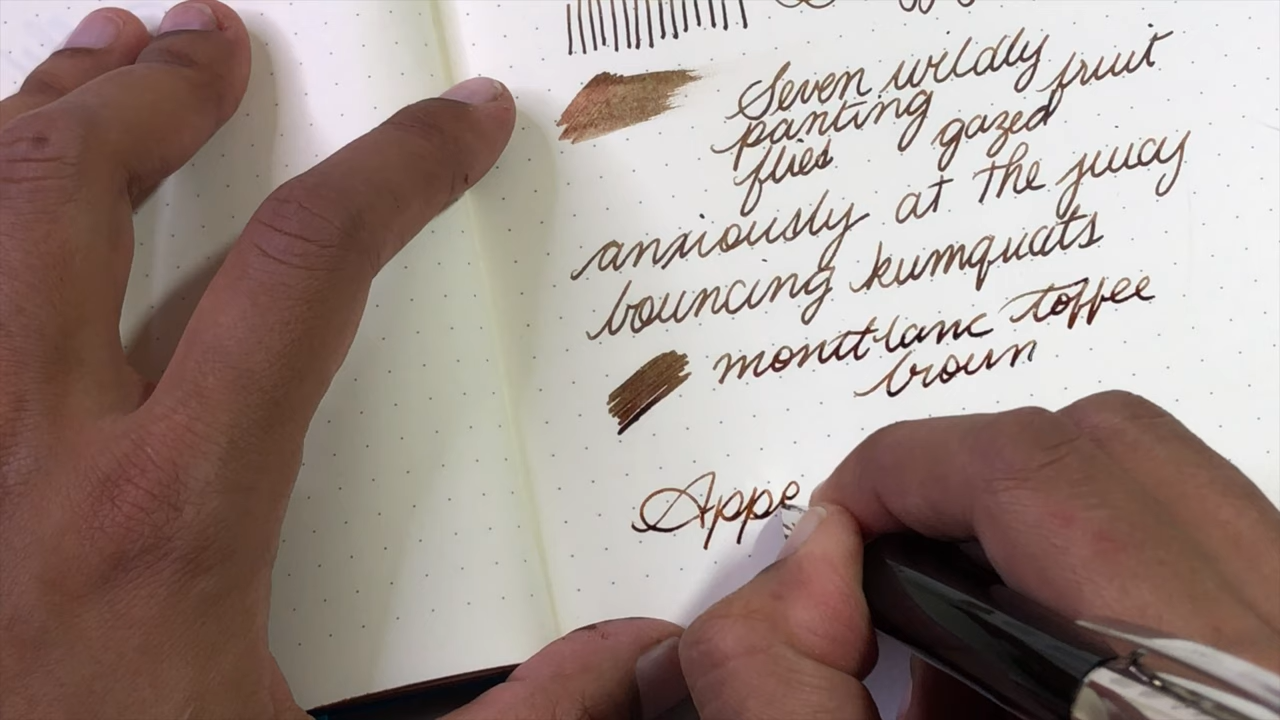 Seven wildly fruit
panting gazed
flies
anxiously at the juicy
bouncing kumquats
montblanc toffee
brown
Appe